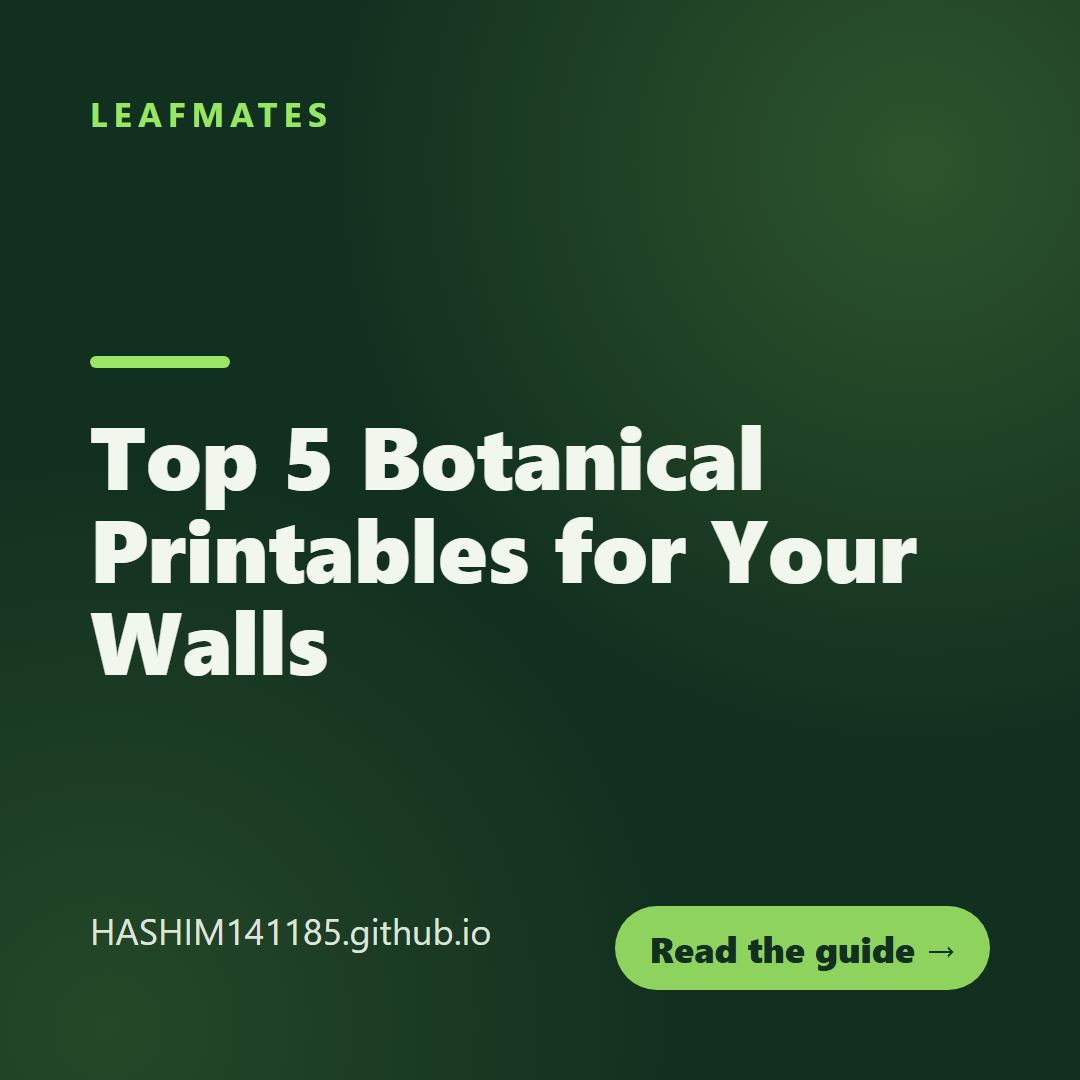 LEAFMATES
Top 5 Botanical
Printables for Your
Walls
HASHIM141185.github.io
Read the guide →